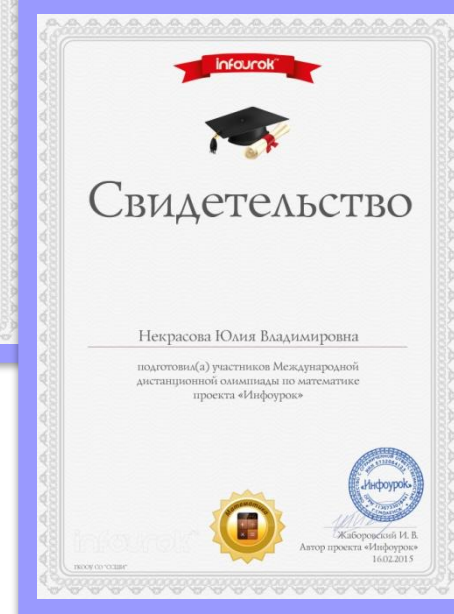 infourok
Свидетельство
Некрасова Юлия Владимировна
подготовил(а) участников Международной
дистанционной олимпиады по математике
проекта «Инфоурок»
«Инфоурок»
Жаборовский И. В.
Автор проекта «Инфоурок»
16.02.2015
infourok